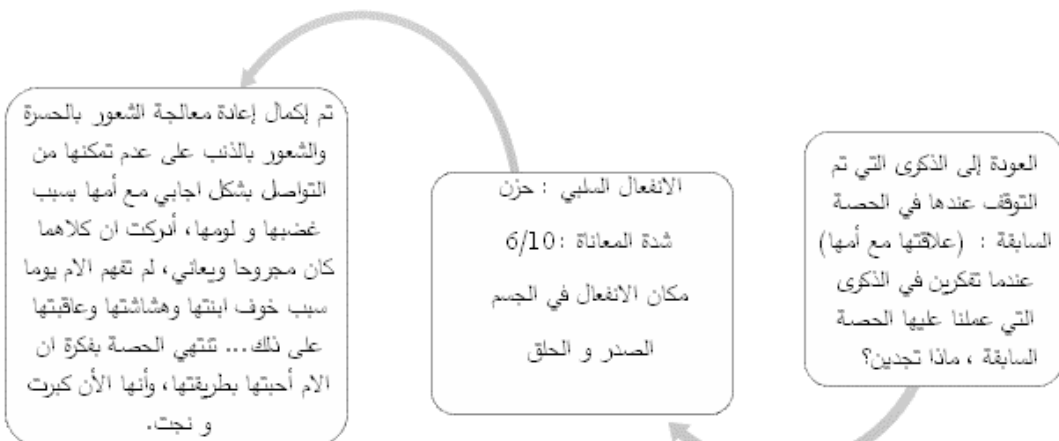 العودة إلى الذكرى التي تم
التوقف عندها في الحصة
السابقة : (علاقتها مع أمها)
عندما تفكرين في الذكرى
التي عملنا عليها الحصة
السابقة ، ماذا تجدين؟
الانفعال السلبي : حزن
شدة المعاناة :6/10
مكان الانفعال في الجسم
الصدر و الحلق
تم إكمال إعادة معالجة الشعور بالحسرة
والشعور بالذنب على عدم تمكنها من
التواصل بشكل اجابي مع أمها بسبب
غضبها و لومها، أدركت ان كلاهما
كان مجروحا ويعاني، لم تفهم الام يوما
سبب خوف ابنتها وهشاشتها وعاقبتها
على ذلك... تنتهي الحصة بفكرة ان
الام أحبتها بطريقتها، وأنها الأن كبرت
و نجت.